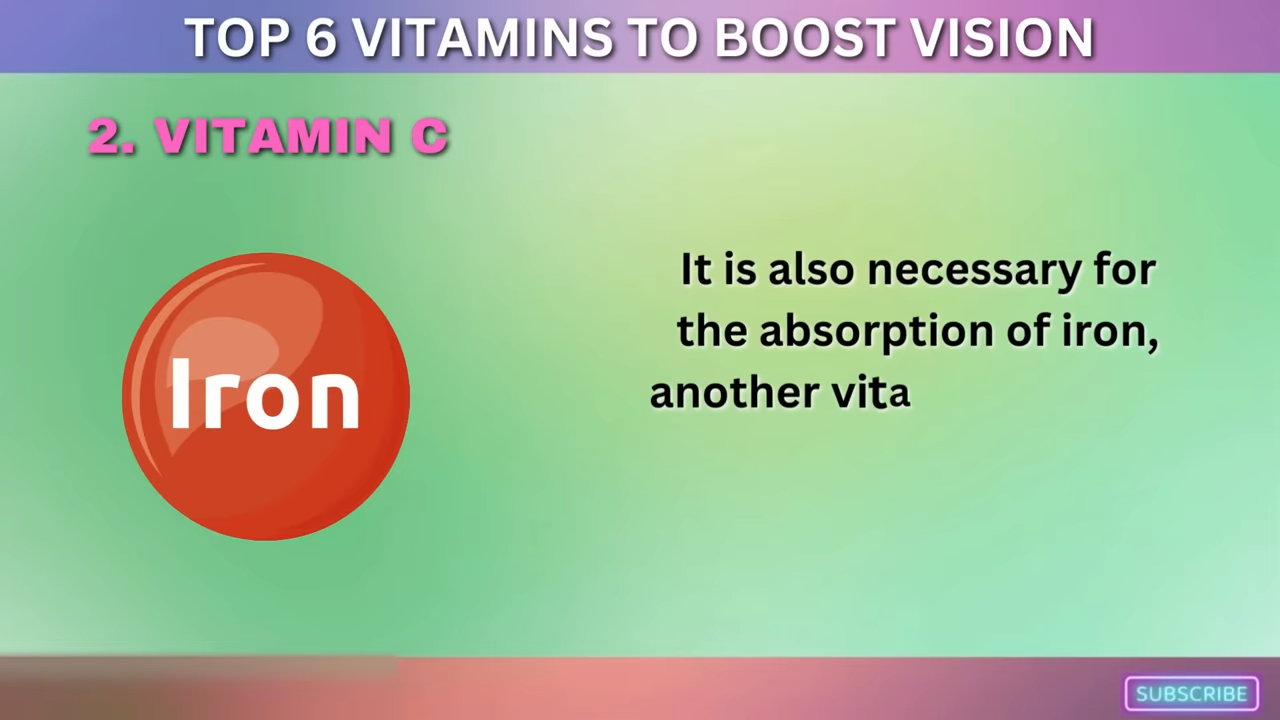 TOP 6 VITAMINS TO BOOST VISION
2. VITAMIN C
Iron
It is also necessary for
the absorption of iron,
another vita
SUBSCRIBE